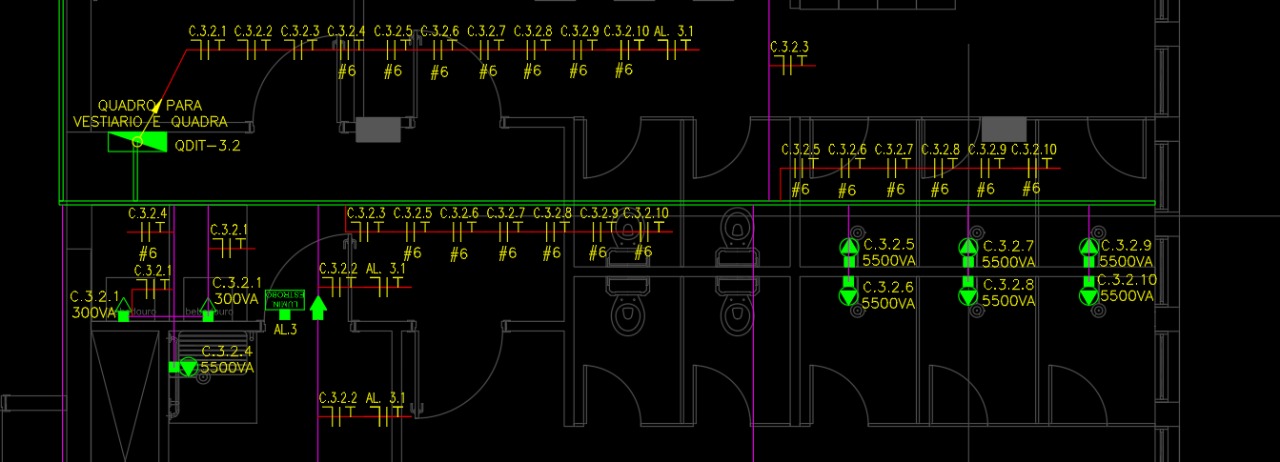 C.3.2.1 C.3.2.2 C.3.2.3 C.3.2.4 C.3.2.5 C.3.2.6 C.3.2.7 C.3.2.8 C.3.2.9 C.3.2.10 AL. 3.1
#6 #6 #6 #6 #6 #6 #6
C.3.2.3
QUADRO PARA
VESTIARIO E QUADRA
QDIT-3.2
C.3.2.5 C.3.2.6 C.3.2.7 C.3.2.8 C.3.2.9 C.3.2.10
#6 #6 #6 #6 #6 #6
C.3.2.4
#6
C.3.2.1
C.3.2.3 C.3.2.5 C.3.2.6 C.3.2.7 C.3.2.8 C.3.2.9 C.3.2.10
#6 #6 #6 #6 #6 #6
C.3.2.5
5500VA
C.3.2.7
5500VA
C.3.2.9
5500VA
C.3.2.6
5500VA
C.3.2.8
5500VA
C.3.2.10
5500VA
C.3.2.1
C.3.2.2 AL. 3.1
C.3.2.1
300VA
C.3.2.1
300VA
LUMIN
ESTROBO
AL.3
C.3.2.4
5500VA
C.3.2.2 AL. 3.1